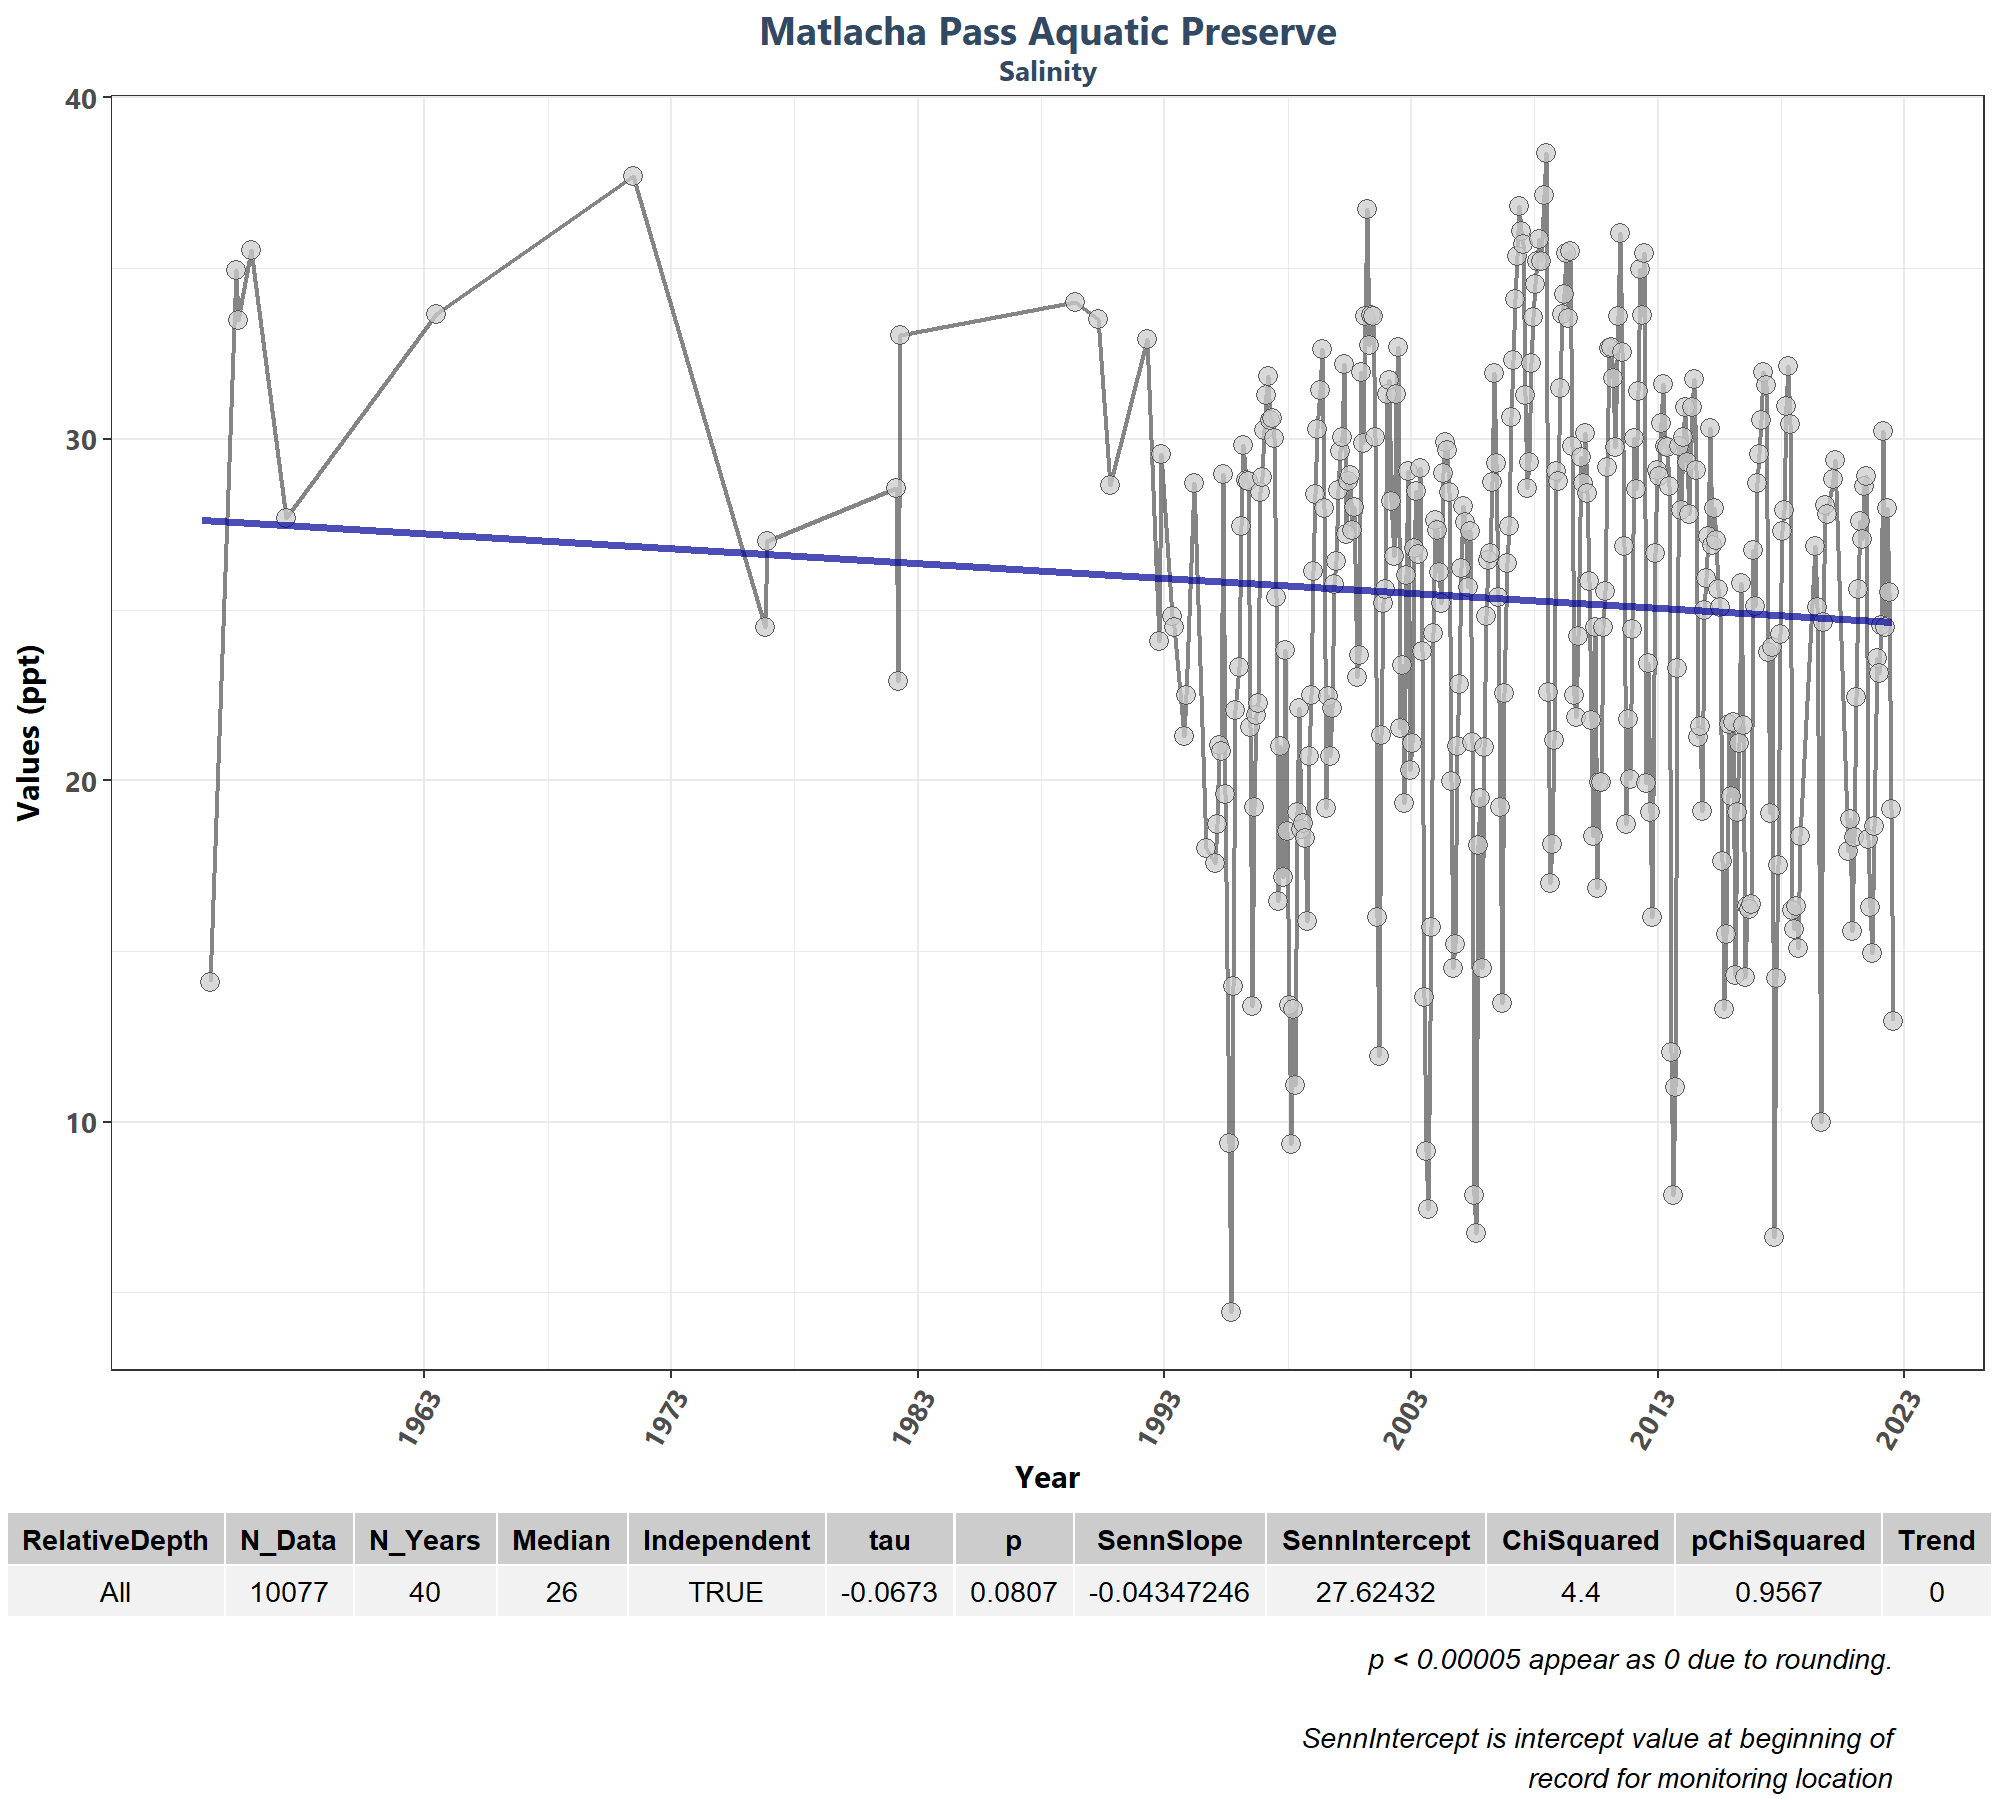 Matlacha Pass Aquatic Preserve
Salinity
40
30
20
10
Values (ppt)
1963 1973 1983 1993 2003 2013 2023
Year
RelativeDepth N_Data N_Years Median Independent tau p SennSlope SennIntercept ChiSquared pChiSquared Trend
All 10077 40 26 TRUE -0.0673 0.0807 -0.04347246 27.62432 4.4 0.9567 0
p < 0.00005 appear as 0 due to rounding.
SennIntercept is intercept value at beginning of
record for monitoring location